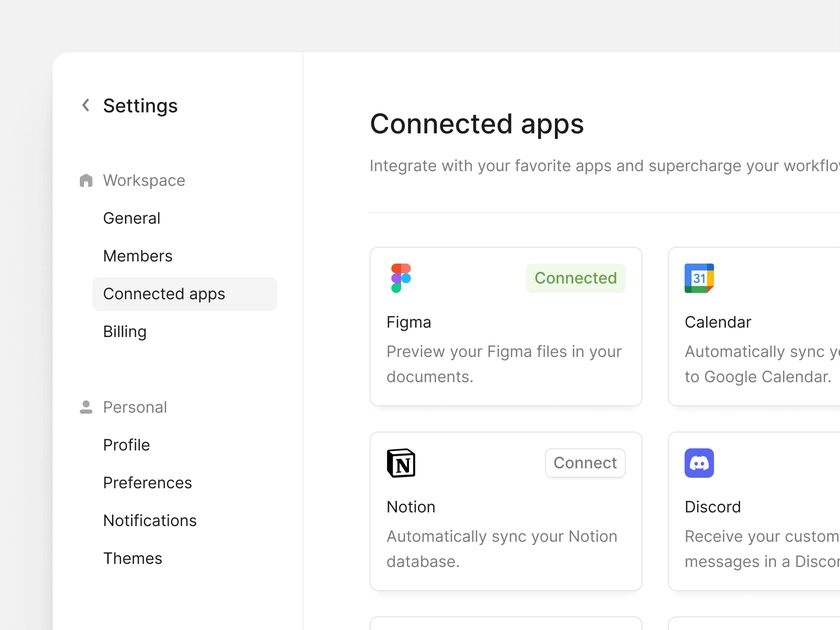 Settings
Workspace
General
Members
Connected apps
Billing
Personal
Profile
Preferences
Notifications
Themes
Connected apps
Integrate with your favorite apps and supercharge your
Connected
Figma
Preview your Figma files in your
documents.
31
Calendar
Automatically sync
to Google Calendar.
N
Connect
Notion
Automatically sync your Notion
database.
Discord
Receive your custom
messages in a